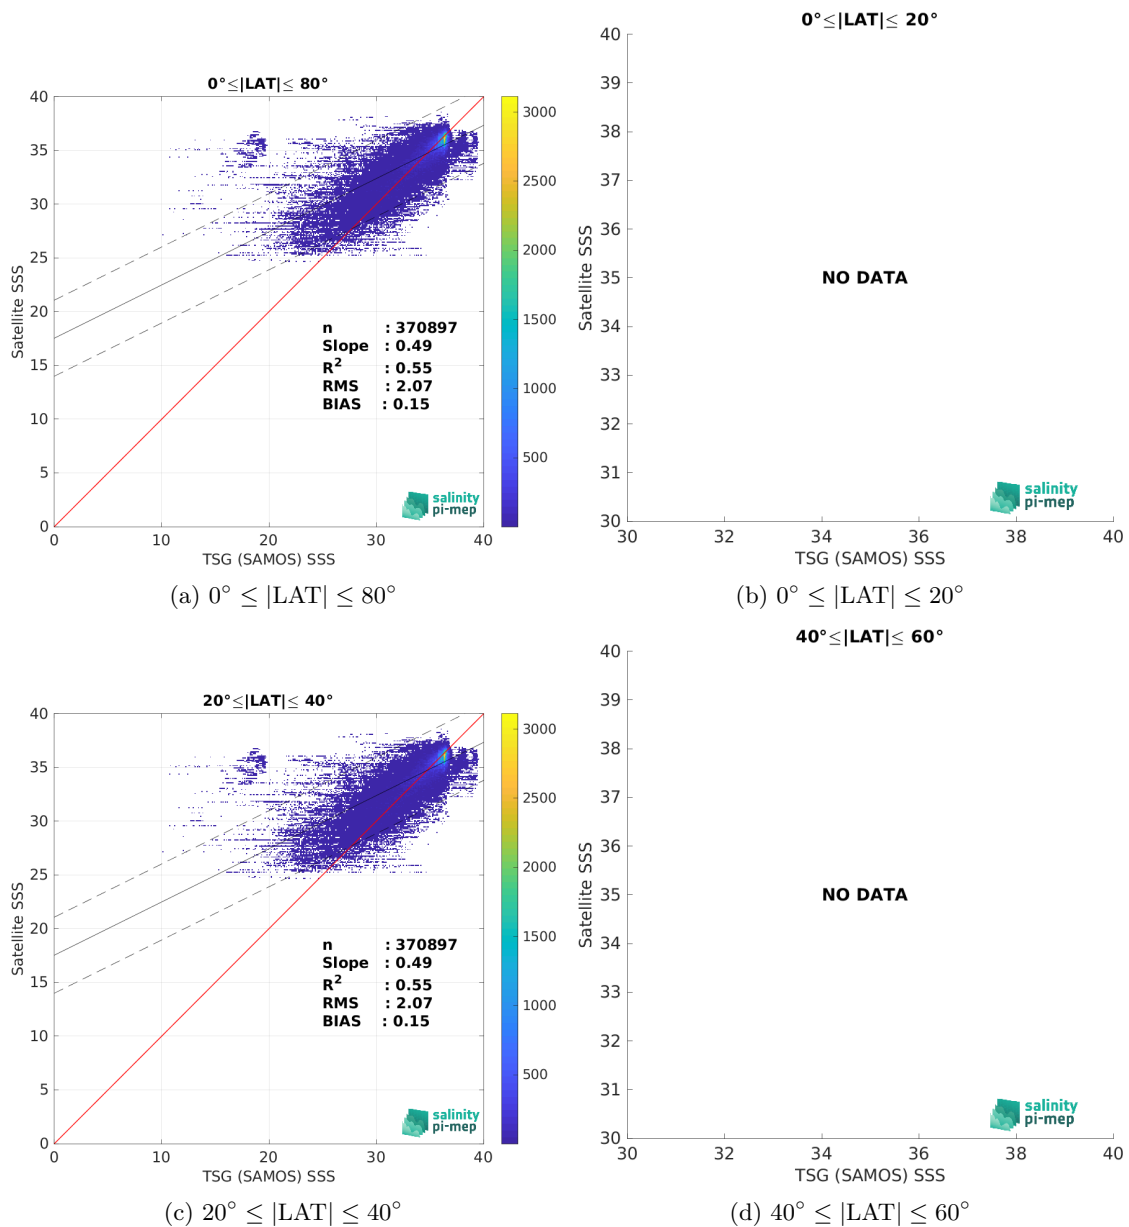 0°≤|LAT|≤ 80°
40
35
30
25
20
15
10
5
0
Satellite SSS
0
10
20
30
40
TSG (SAMOS) SSS
3000
2500
2000
1500
1000
500
n : 370897
Slope : 0.49
R² : 0.55
RMS : 2.07
BIAS : 0.15
salinity
pi-mep
(a) 0° ≤ |LAT| ≤ 80°
0°≤|LAT|≤ 20°
40
39
38
37
36
35
34
33
32
31
30
Satellite SSS
NO DATA
30
32
34
36
38
40
TSG (SAMOS) SSS
salinity
pi-mep
(b) 0° ≤ |LAT| ≤ 20°
20°≤|LAT|≤ 40°
40
35
30
25
20
15
10
5
0
Satellite SSS
0
10
20
30
40
TSG (SAMOS) SSS
3000
2500
2000
1500
1000
500
n : 370897
Slope : 0.49
R² : 0.55
RMS : 2.07
BIAS : 0.15
salinity
pi-mep
(c) 20° ≤ |LAT| ≤ 40°
40°≤|LAT|≤ 60°
40
39
38
37
36
35
34
33
32
31
30
Satellite SSS
NO DATA
30
32
34
36
38
40
TSG (SAMOS) SSS
salinity
pi-mep
(d) 40° ≤ |LAT| ≤ 60°